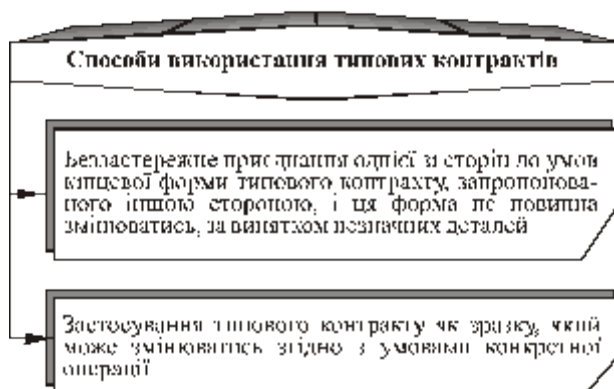 Способи використання типових контрактів
Беззастережне приєднання однієї зі сторін до умов
кінцевої форми типового контракту, запропонова-
ного іншою стороною, і ця форма не повинна
змінюватись, за винятком незначних деталей
Застосування типового контракту як зразку, який
може змінюватись згідно з умовами конкретної
операції